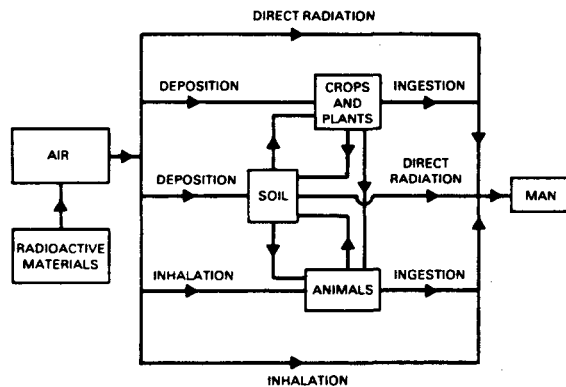 DIRECT RADIATION
DEPOSITION
CROPS
AND
PLANTS
INGESTION
AIR
DEPOSITION
SOIL
DIRECT
RADIATION
MAN
RADIOACTIVE
MATERIALS
INHALATION
ANIMALS
INGESTION
INHALATION